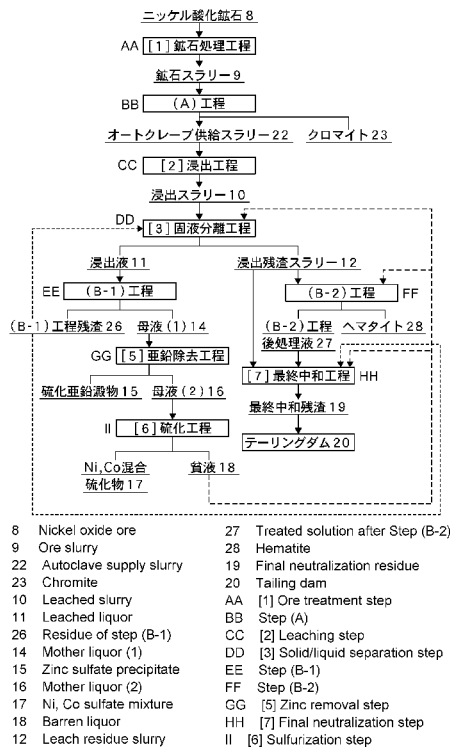 ニッケル酸化鉱石 8
AA [1] 鉱石処理工程
鉱石スラリー 9
BB (A) 工程
オートクレーブ供給スラリー 22 クロマイト 23
CC [2] 浸出工程
浸出スラリー 10
DD [3] 固液分離工程
浸出液 11 浸出残渣スラリー 12
EE (B-1) 工程 (B-2) 工程 FF
(B-1) 工程残渣 26 母液 (1) 14 (B-2) 工程 ヘマタイト 28
後処理液 27
GG [5] 亜鉛除去工程 [7] 最終中和工程 HH
硫化亜鉛澱物 15 母液 (2) 16 最終中和残渣 19
II [6] 硫化工程 テーリングダム 20
Ni, Co混合 貧液 18
硫化物 17
8 Nickel oxide ore
9 Ore slurry
22 Autoclave supply slurry
23 Chromite
10 Leached slurry
11 Leached liquor
26 Residue of step (B-1)
14 Mother liquor (1)
15 Zinc sulfate precipitate
16 Mother liquor (2)
17 Ni, Co sulfate mixture
18 Barren liquor
12 Leach residue slurry
27 Treated solution after Step (B-2)
28 Hematite
19 Final neutralization residue
20 Tailing dam
AA [1] Ore treatment step
BB Step (A)
CC [2] Leaching step
DD [3] Solid/liquid separation step
EE Step (B-1)
FF Step (B-2)
GG [5] Zinc removal step
HH [7] Final neutralization step
II [6] Sulfurization step